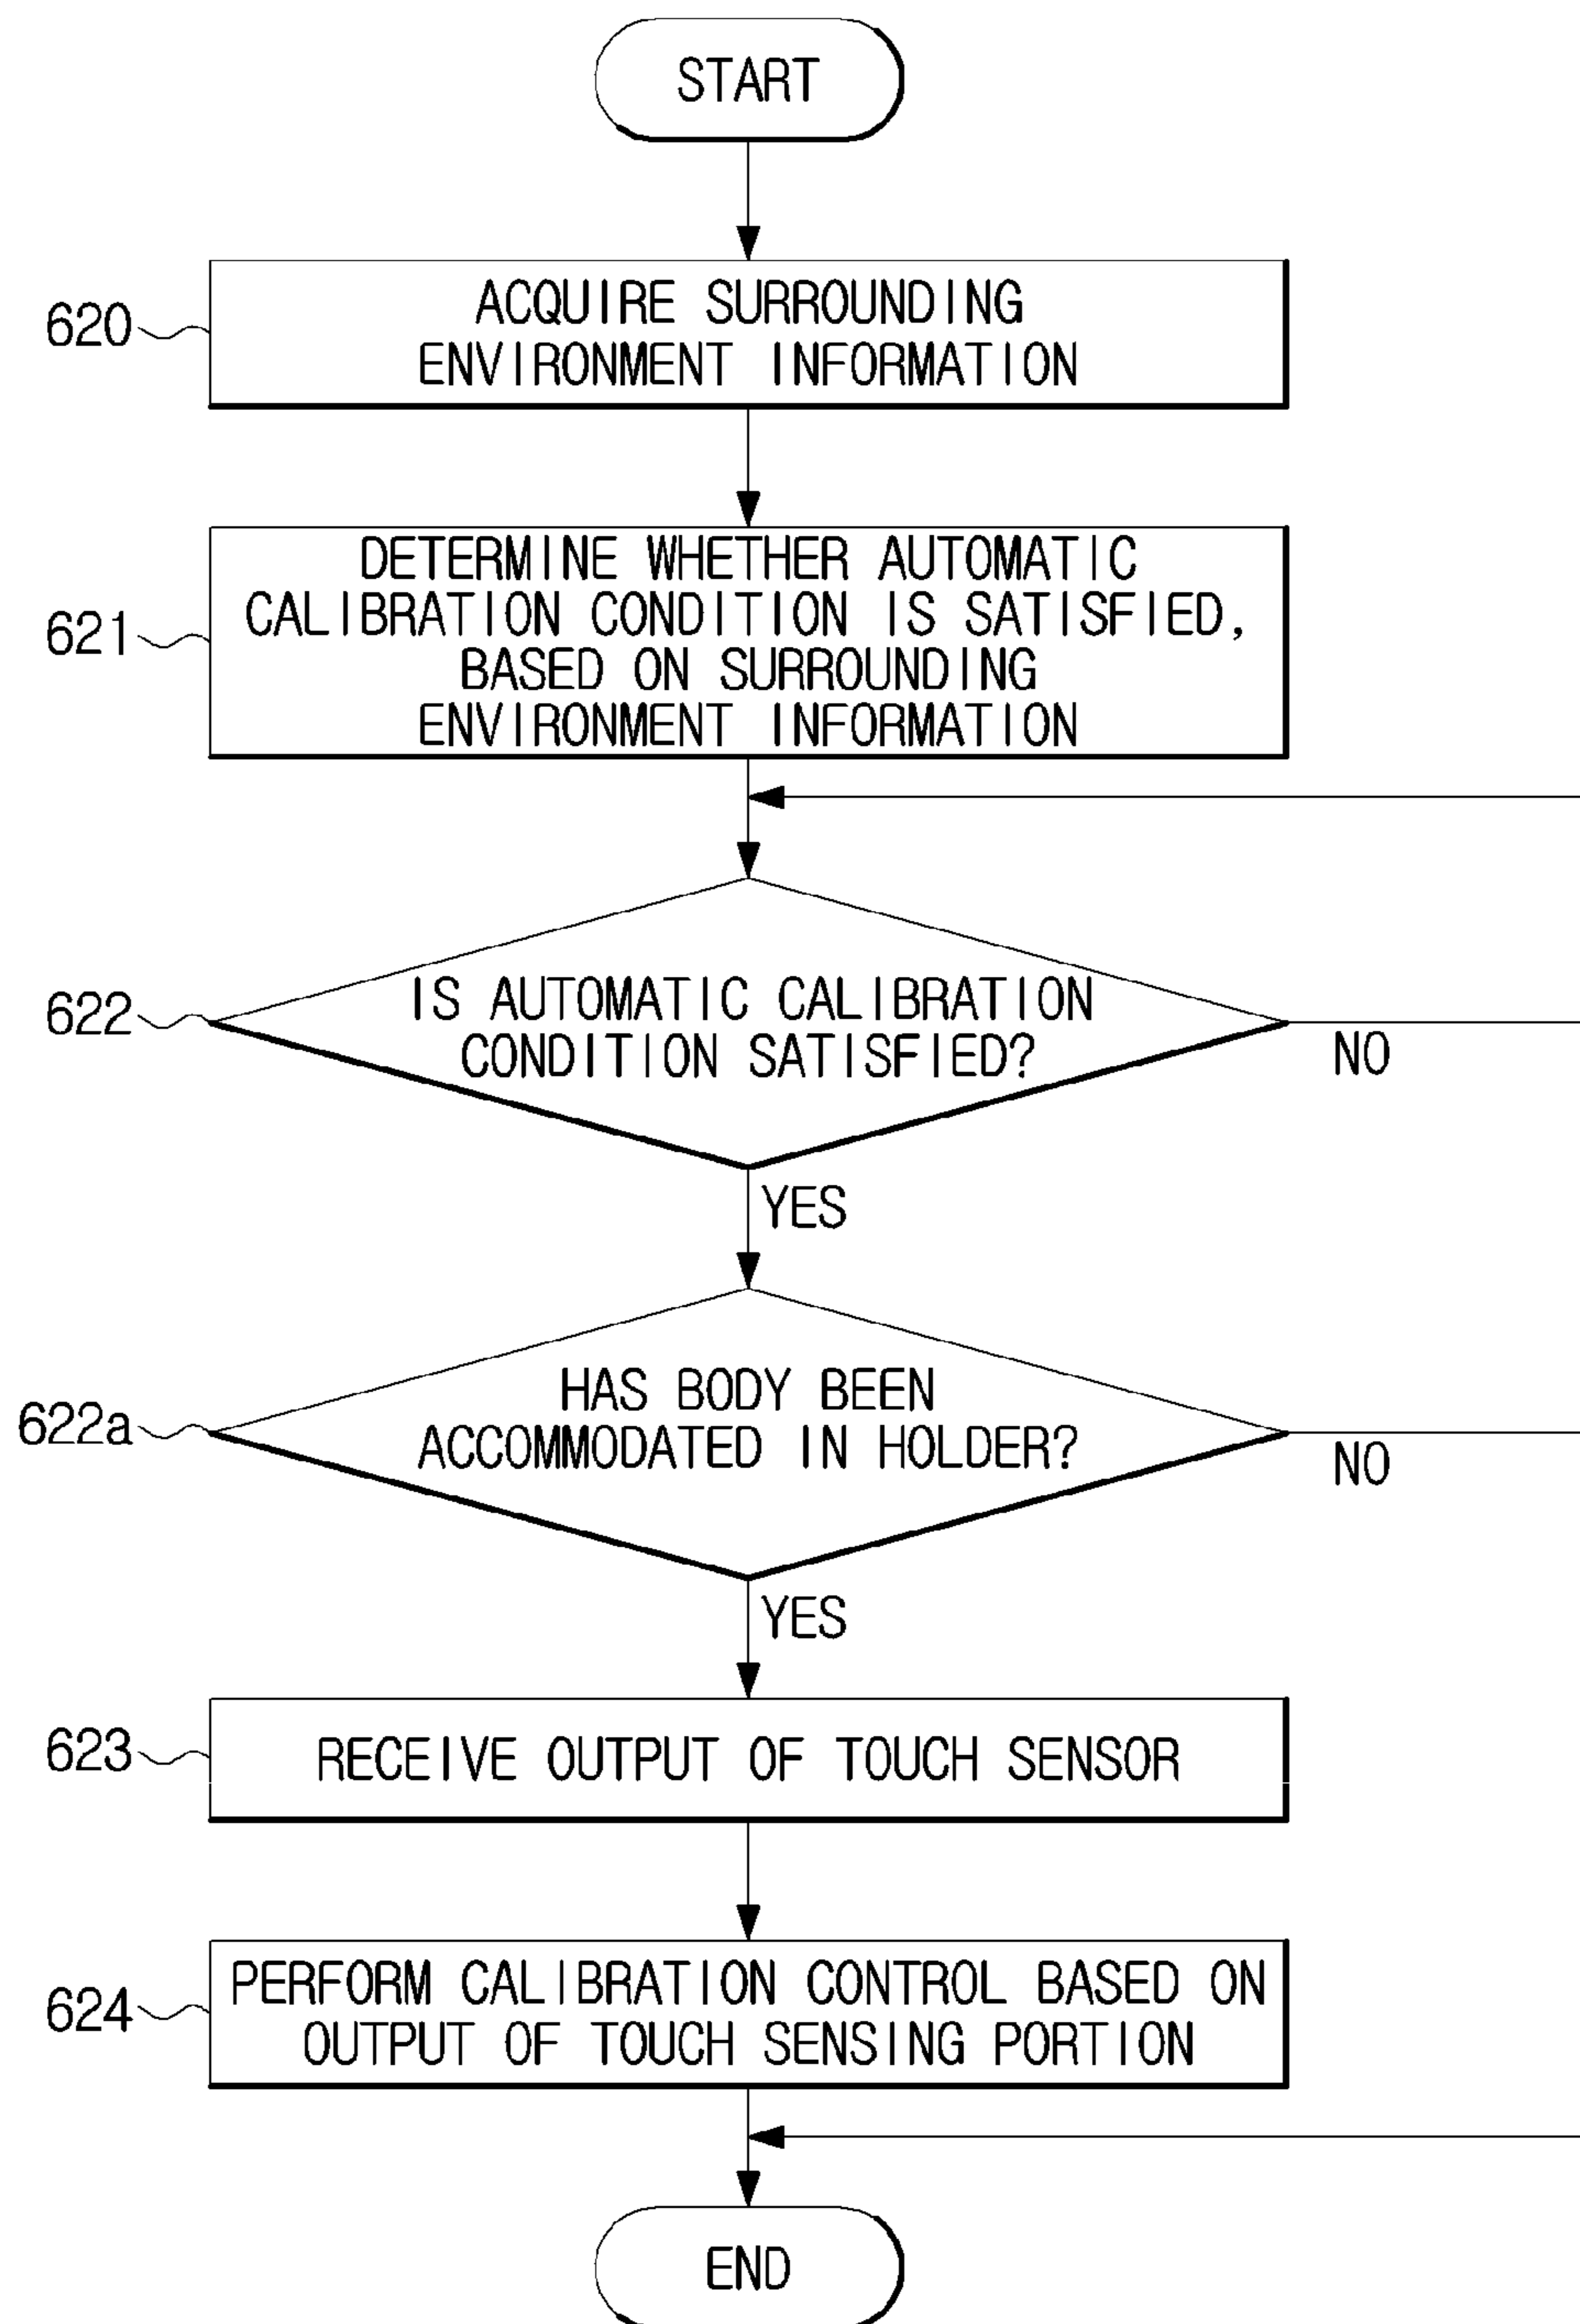 START
620
ACQUIRE SURROUNDING
ENVIRONMENT INFORMATION
621
DETERMINE WHETHER AUTOMATIC
CALIBRATION CONDITION IS SATISFIED,
BASED ON SURROUNDING
ENVIRONMENT INFORMATION
622
IS AUTOMATIC CALIBRATION
CONDITION SATISFIED?
NO
YES
622a
HAS BODY BEEN
ACCOMMODATED IN HOLDER?
NO
YES
623
RECEIVE OUTPUT OF TOUCH SENSOR
624
PERFORM CALIBRATION CONTROL BASED ON
OUTPUT OF TOUCH SENSING PORTION
END